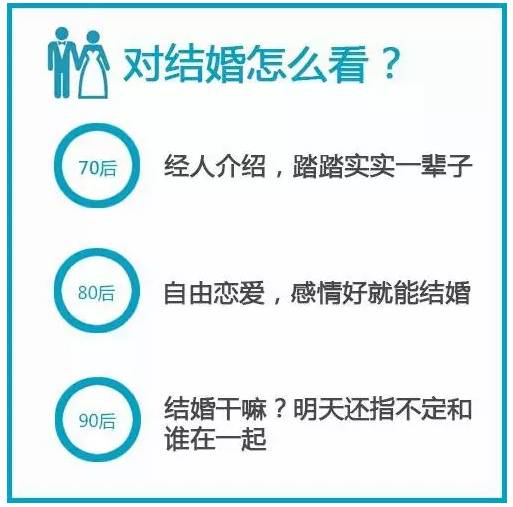 对结婚怎么看？
70后
经人介绍，踏踏实实一辈子
80后
自由恋爱，感情好就能结婚
90后
结婚干嘛？明天还指不定和
谁在一起